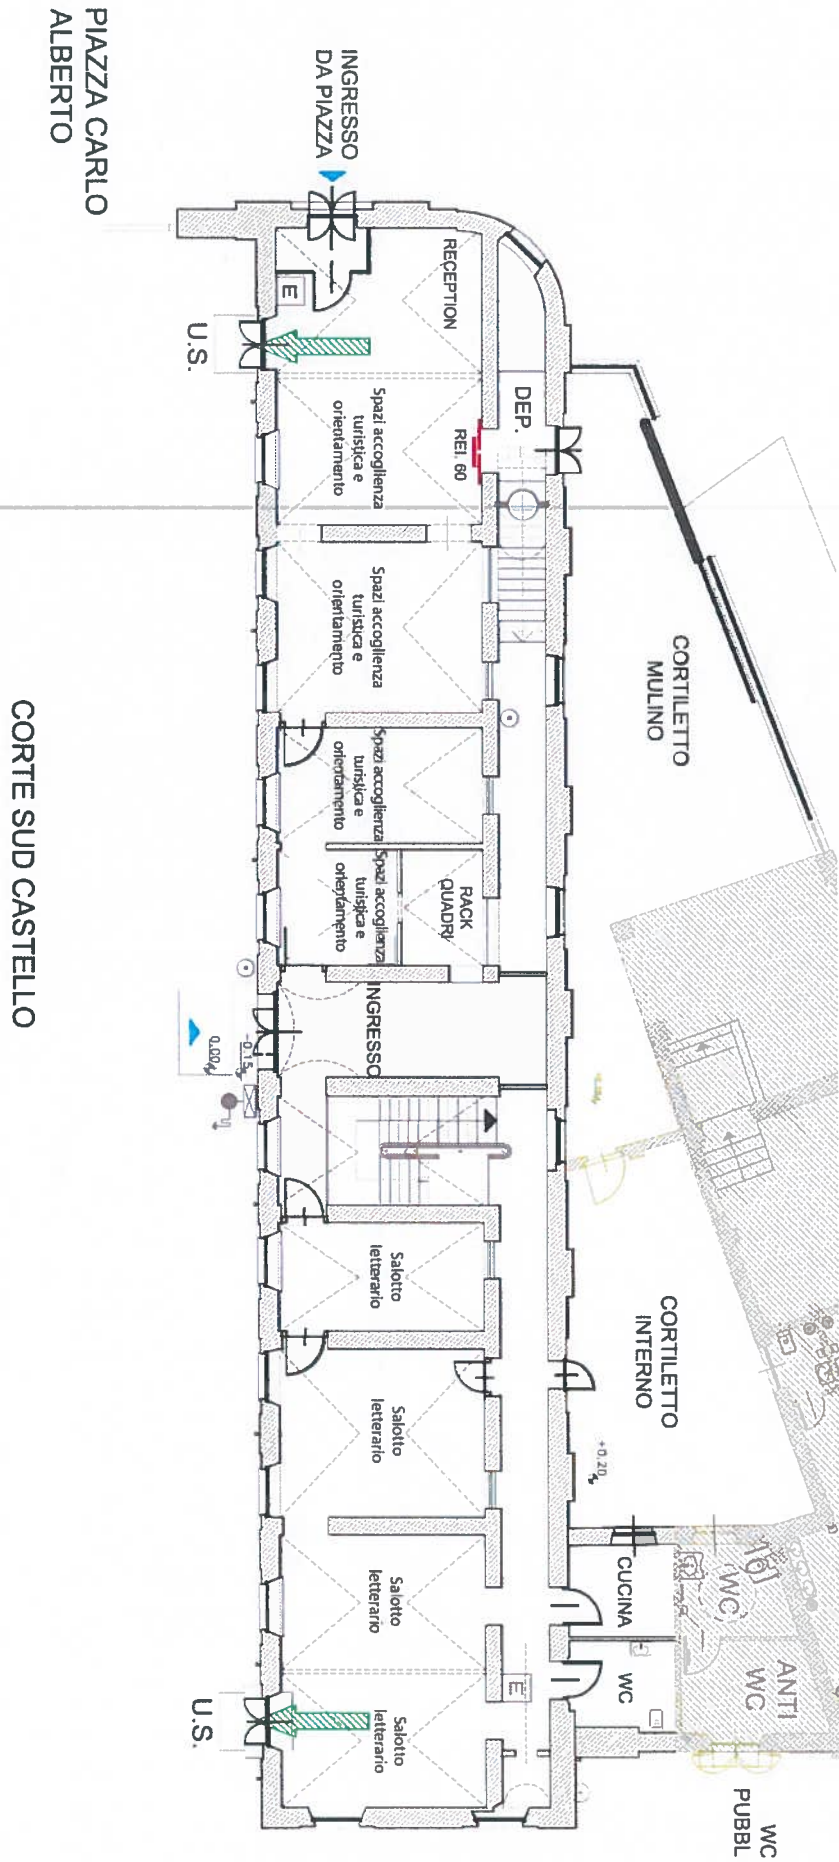 PIAZZA CARLO
ALBERTO
INGRESSO
DA PIAZZA
RECEPTION
E
U.S.
DEP.
REI. 60
Spazi accoglienza
turistica e
orientamento
Spazi accoglienza
turistica e
orientamento
CORTILETTO
MULINO
Spazi accoglienza
turistica e
orientamento
Spazi accoglienza
turistica e
orientamento
RACK
QUADRI
CORTE SUD CASTELLO
INGRESSO
0.00
-0.15
Salotto
letterario
CORTILETTO
INTERNO
+0.20
Salotto
letterario
Salotto
letterario
CUCINA
WC
WC
ANTI
WC
E
Salotto
letterario
U.S.
WC
PUBBL